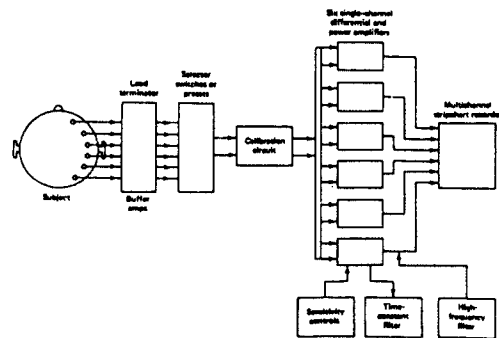 Six single-channel
differential and
power amplifiers
Lead
terminator
Selector
switches or
presets
Multichannel
stripchart recorder
Calibration
circuit
Subject
Buffer
amps
Sensitivity
controls
Time-
constant
filter
High-
frequency
filter